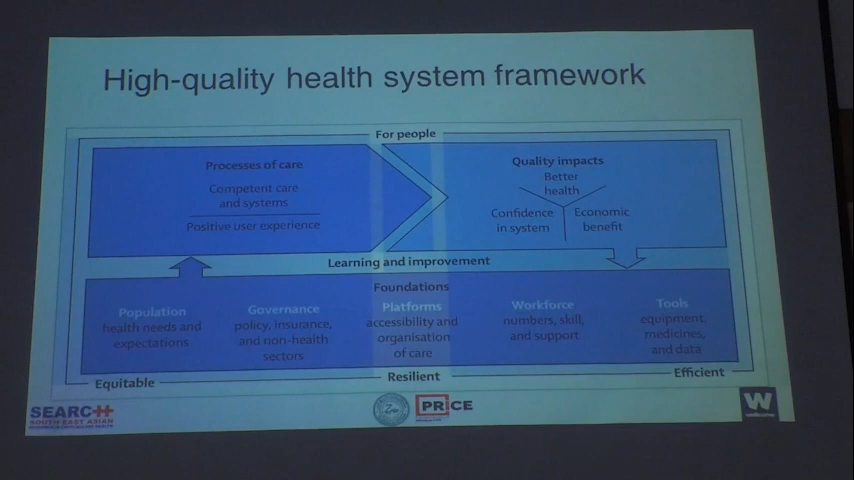 High-quality health system framework
For people
Processes of care
Competent care
and systems
Positive user experience
Quality impacts
Better
health
Confidence
in system
Economic
benefit
Learning and improvement
Foundations
Population
health needs and
expectations
Governance
policy, insurance,
and non-health
sectors
Platforms
accessibility and
organisation
of care
Workforce
numbers, skill,
and support
Tools
equipment,
medicines,
and data
Equitable
Resilient
Efficient
SEARCH
SOUTH EAST ASIAN
PRICE
W